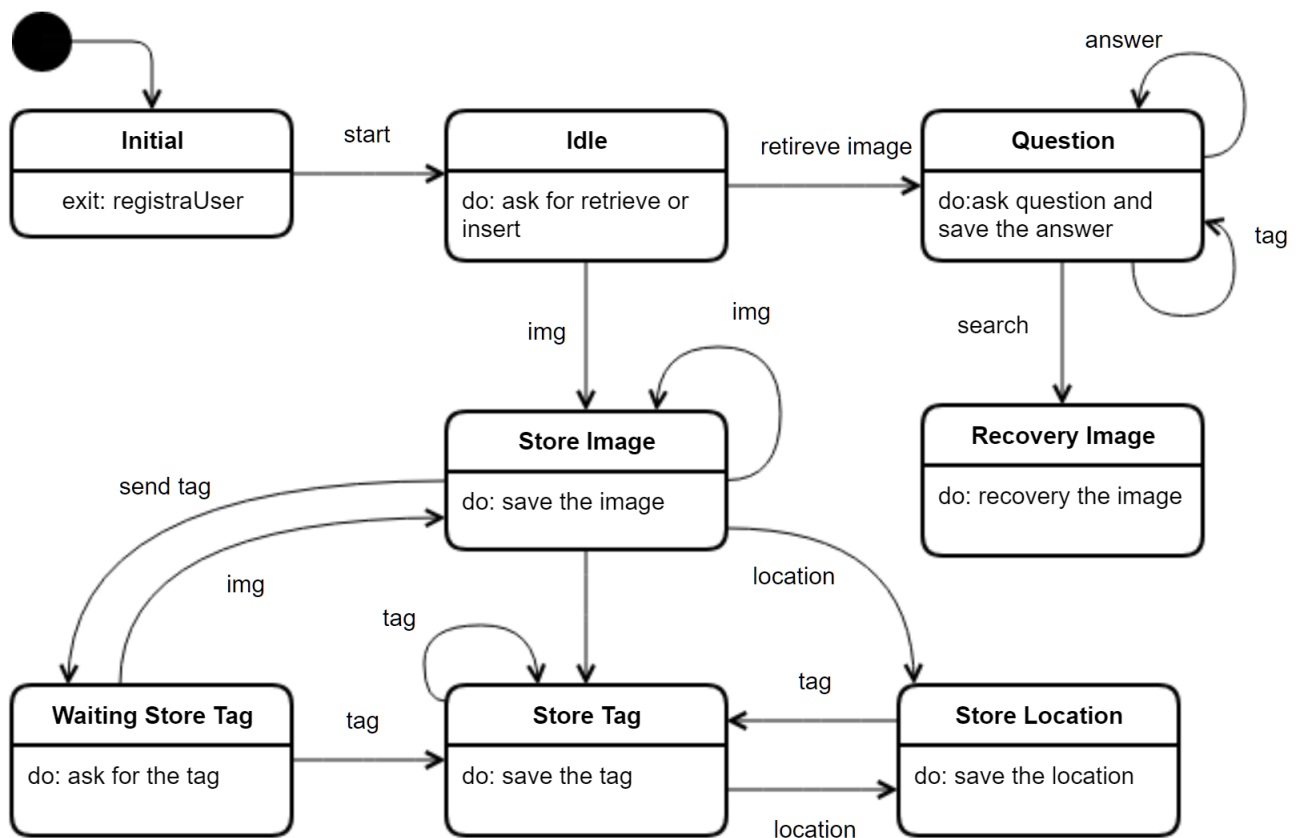 answer
Initial
start
Idle
retireve image
Question
exit: registraUser
do: ask for retrieve or
insert
do:ask question and
save the answer
tag
img
img
search
Store Image
do: save the image
Recovery Image
do: recovery the image
send tag
img
location
tag
tag
Waiting Store Tag
do: ask for the tag
tag
Store Tag
do: save the tag
Store Location
do: save the location
location